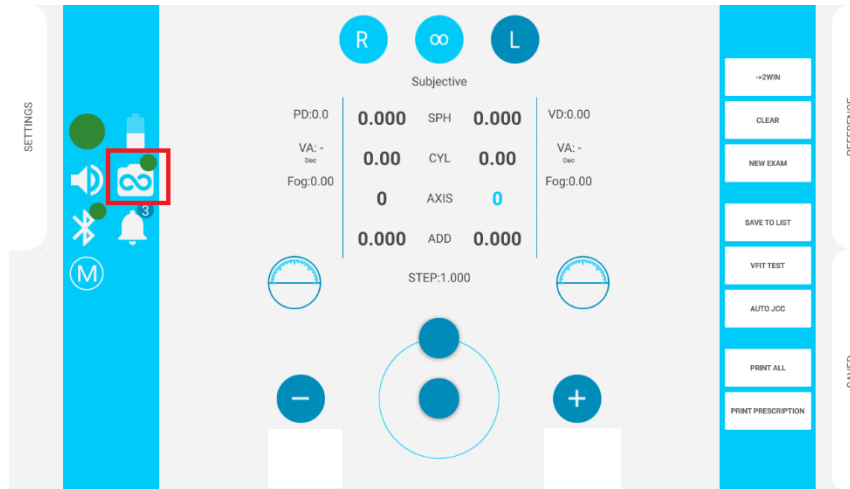 SETTINGS
3
M
R ∞ L
Subjective
PD:0.0 0.000 SPH 0.000 VD:0.00
VA: - 0.00 CYL 0.00 VA: -
Dec Dec
Fog:0.00 Fog:0.00
0 AXIS 0
0.000 ADD 0.000
STEP:1.000
− +
->2WIN
CLEAR
NEW EXAM
SAVE TO LIST
VFIT TEST
AUTO JCC
PRINT ALL
PRINT PRESCRIPTION
REFERENCE
SAVED